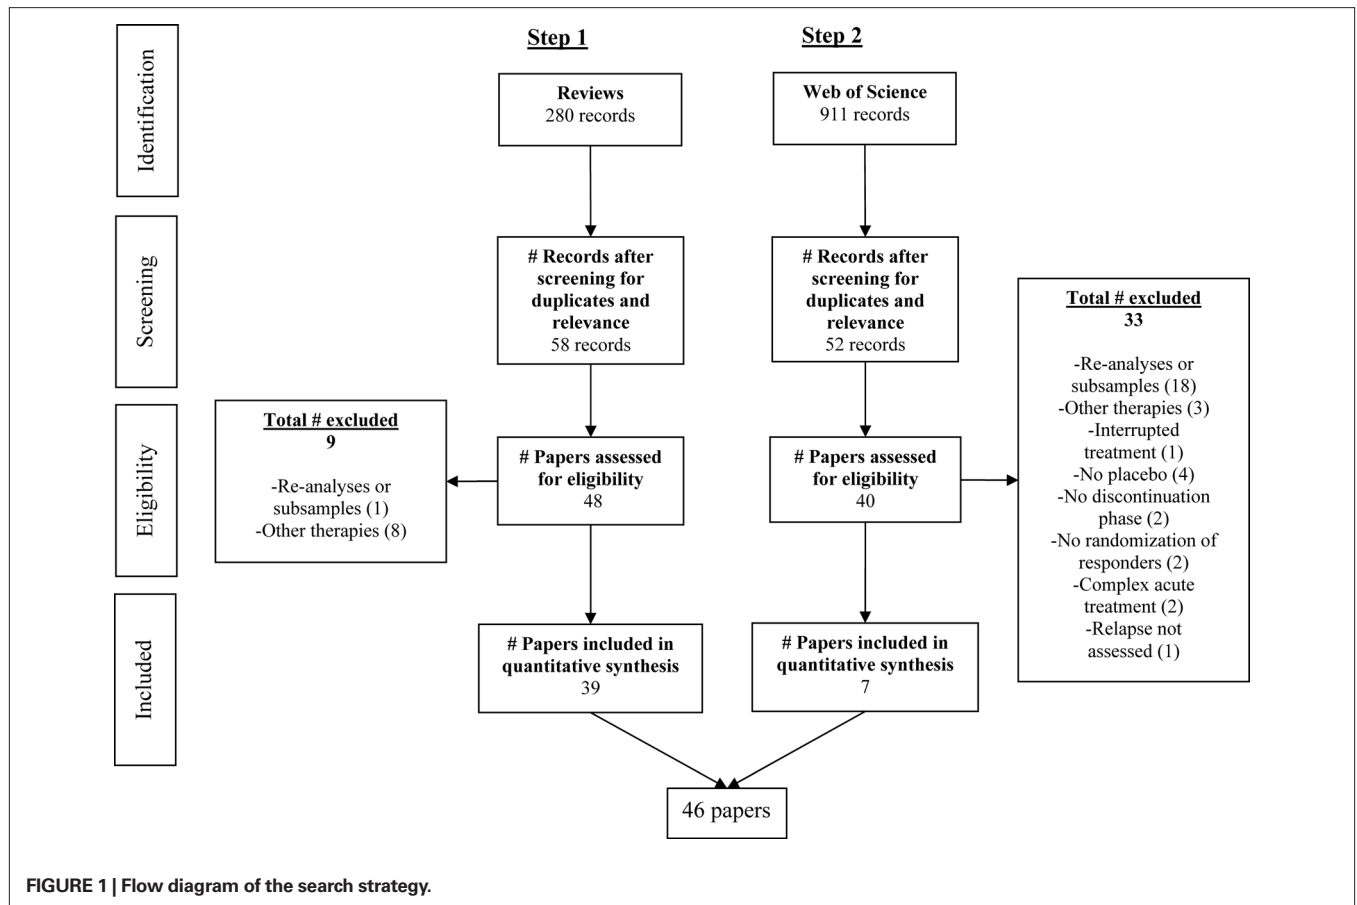 Step 1
Step 2
Identification
Reviews
280 records
Web of Science
911 records
Screening
# Records after
screening for
duplicates and
relevance
58 records
# Records after
screening for
duplicates and
relevance
52 records
Eligibility
Total # excluded
9
-Re-analyses or
subsamples (1)
-Other therapies (8)
# Papers assessed
for eligibility
48
# Papers assessed
for eligibility
40
Total # excluded
33
-Re-analyses or
subsamples (18)
-Other therapies (3)
-Interrupted
treatment (1)
-No placebo (4)
-No discontinuation
phase (2)
-No randomization of
responders (2)
-Complex acute
treatment (2)
-Relapse not
assessed (1)
Included
# Papers included in
quantitative synthesis
39
# Papers included in
quantitative synthesis
7
46 papers
FIGURE 1 | Flow diagram of the search strategy.